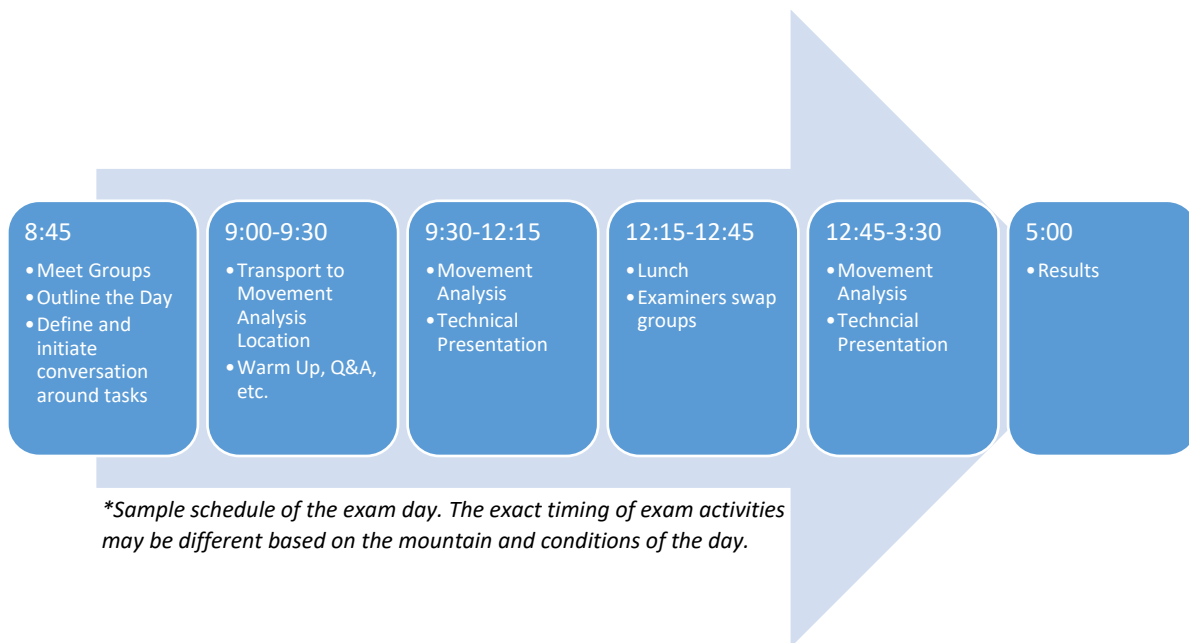 8:45
• Meet Groups
• Outline the Day
• Define and
initiate
conversation
around tasks
9:00-9:30
• Transport to
Movement
Analysis
Location
• Warm Up, Q&A,
etc.
9:30-12:15
• Movement
Analysis
• Technical
Presentation
12:15-12:45
• Lunch
• Examiners swap
groups
12:45-3:30
• Movement
Analysis
• Techncial
Presentation
5:00
• Results
*Sample schedule of the exam day. The exact timing of exam activities
may be different based on the mountain and conditions of the day.